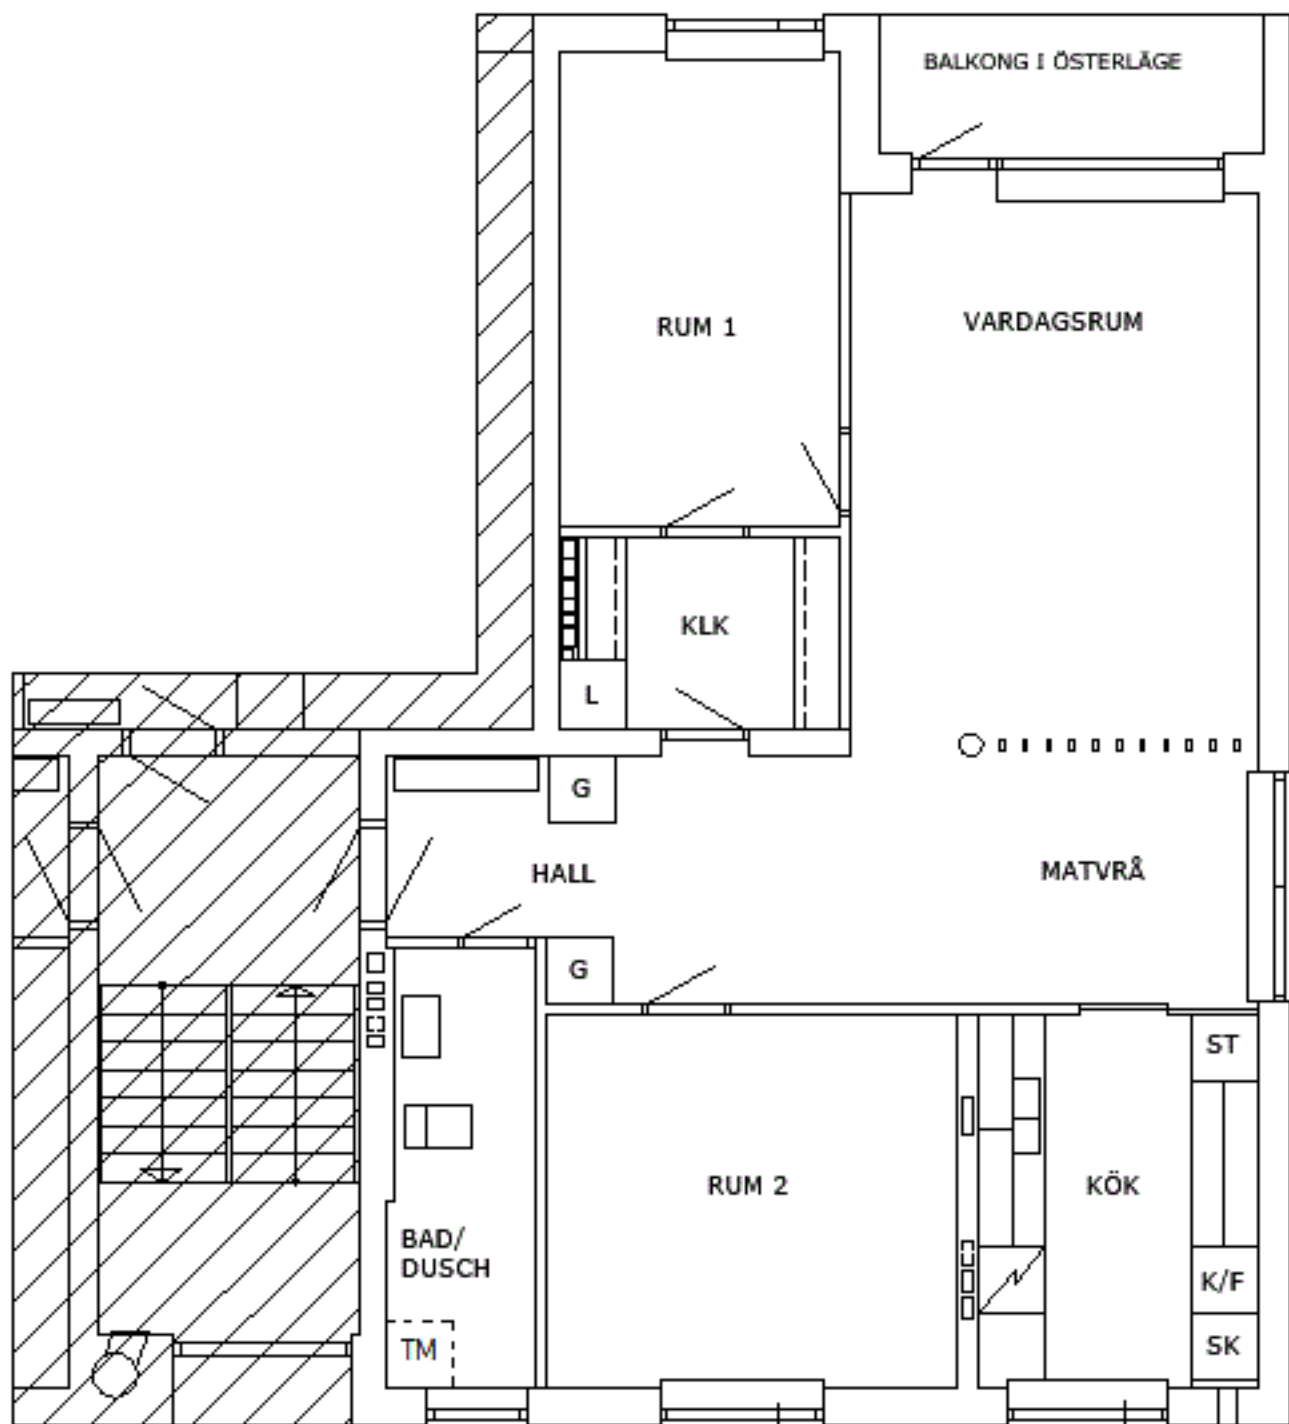 BALKONG I ÖSTERLÄGE
RUM 1
VARDAGSRUM
KLK
L
G
HALL
MATVRÅ
G
ST
RUM 2
KÖK
BAD/
DUSCH
K/F
TM
SK